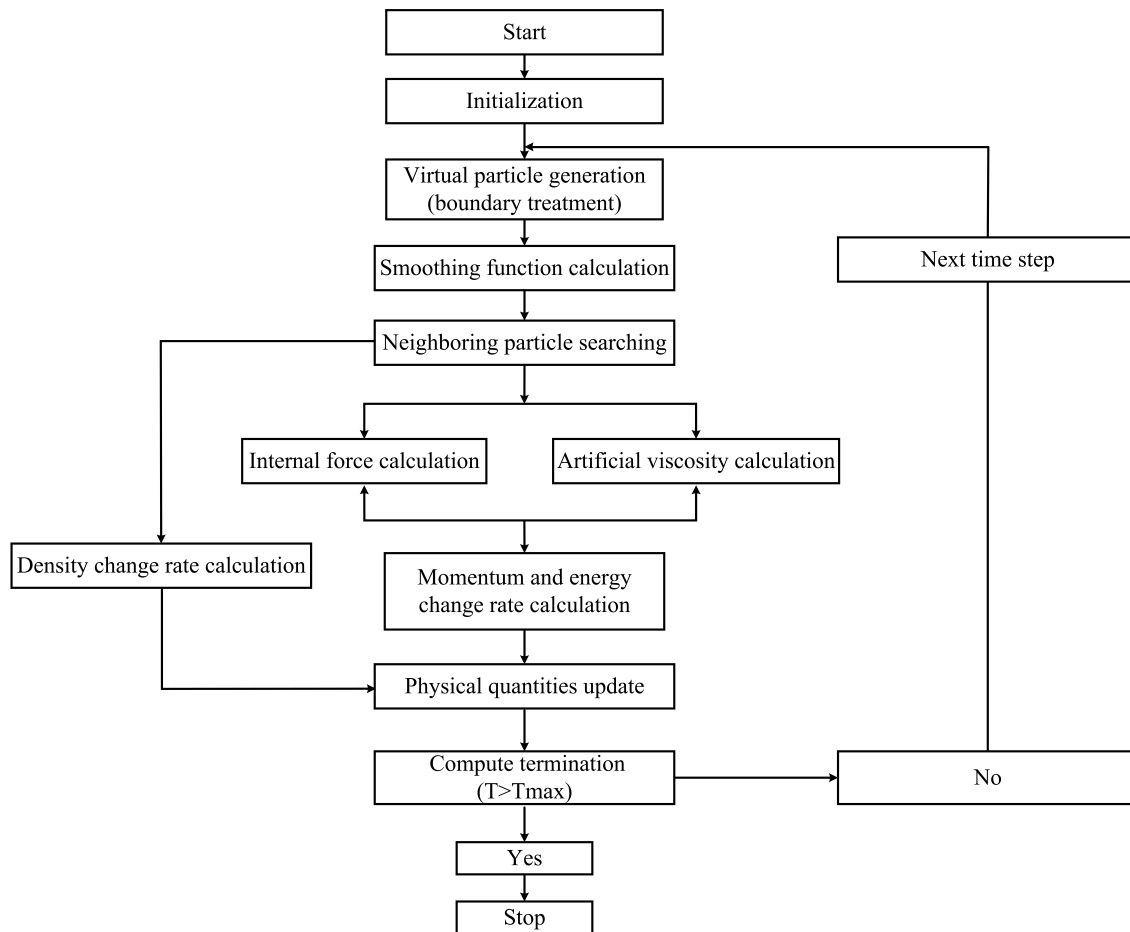 Start
Initialization
Virtual particle generation
(boundary treatment)
Smoothing function calculation
Next time step
Neighboring particle searching
Internal force calculation
Artificial viscosity calculation
Density change rate calculation
Momentum and energy
change rate calculation
Physical quantities update
Compute termination
(T>Tmax)
No
Yes
Stop